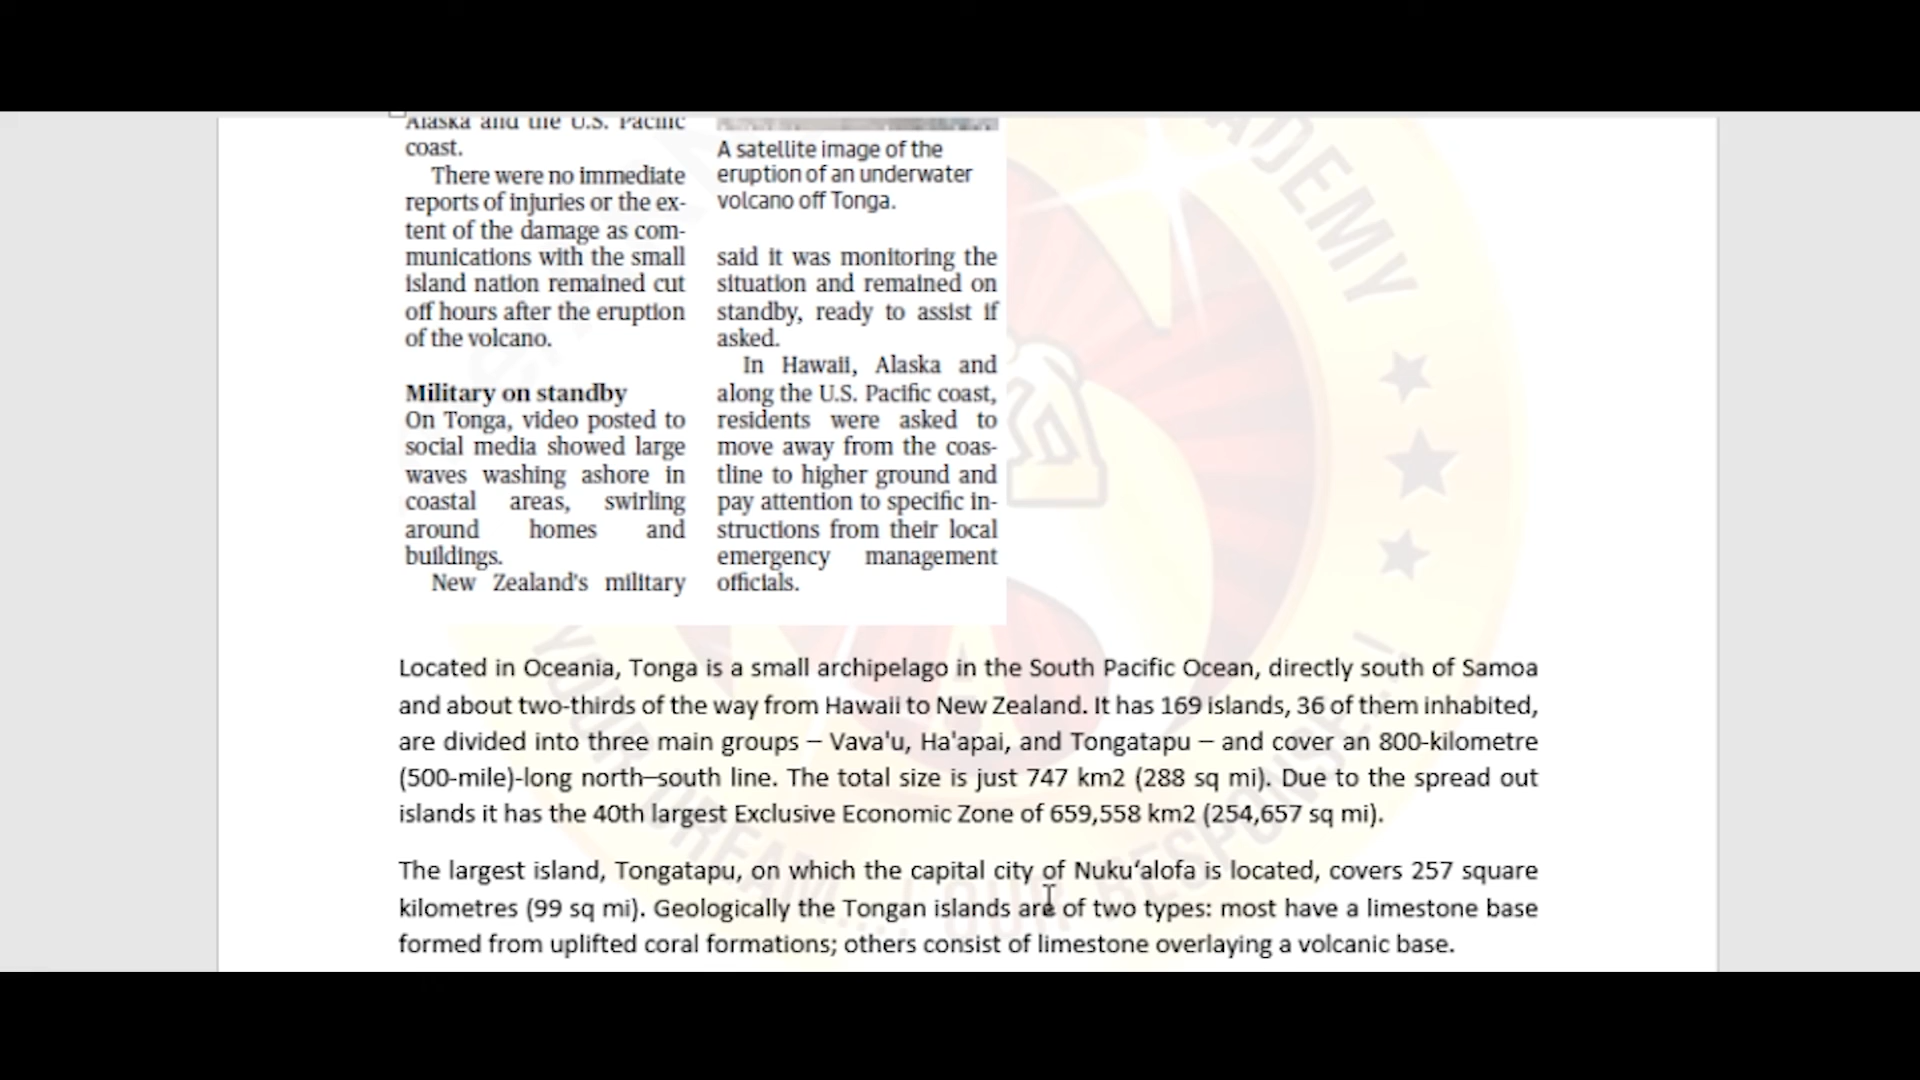 Alaska and the U.S. Pacific
coast.
There were no immediate
reports of injuries or the ex-
tent of the damage as com-
munications with the small
island nation remained cut
off hours after the eruption
of the volcano.
Military on standby
On Tonga, video posted to
social media showed large
waves washing ashore in
coastal areas, swirling
around homes and
buildings.
New Zealand's military
A satellite image of the
eruption of an underwater
volcano off Tonga.
said it was monitoring the
situation and remained on
standby, ready to assist if
asked.
In Hawaii, Alaska and
along the U.S. Pacific coast,
residents were asked to
move away from the coas-
tline to higher ground and
pay attention to specific in-
structions from their local
emergency management
officials.
Located in Oceania, Tonga is a small archipelago in the South Pacific Ocean, directly south of Samoa
and about two-thirds of the way from Hawaii to New Zealand. It has 169 islands, 36 of them inhabited,
are divided into three main groups – Vava'u, Ha'apai, and Tongatapu – and cover an 800-kilometre
(500-mile)-long north–south line. The total size is just 747 km2 (288 sq mi). Due to the spread out
islands it has the 40th largest Exclusive Economic Zone of 659,558 km2 (254,657 sq mi).
The largest island, Tongatapu, on which the capital city of Nukuʻalofa is located, covers 257 square
kilometres (99 sq mi). Geologically the Tongan islands are of two types: most have a limestone base
formed from uplifted coral formations; others consist of limestone overlaying a volcanic base.
ADEMY
YOUR DREAM... ! OUR RESPONSE..!